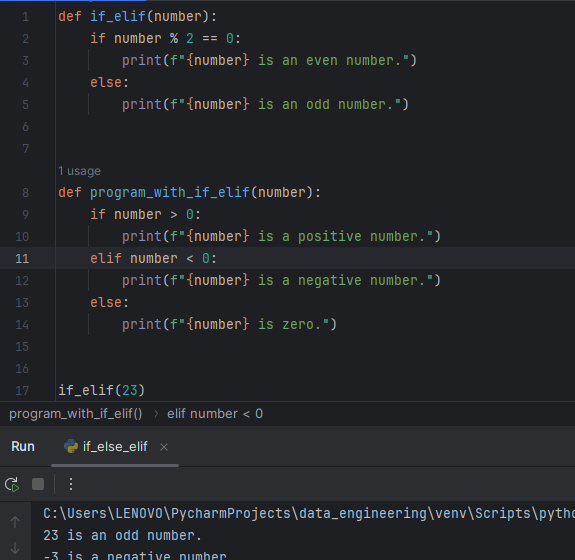 1 def if_elif(number):
2 if number % 2 == 0:
3 print(f"{number} is an even number.")
4 else:
5 print(f"{number} is an odd number.")
6
7
1 usage
8 def program_with_if_elif(number):
9 if number > 0:
10 print(f"{number} is a positive number.")
11 elif number < 0:
12 print(f"{number} is a negative number.")
13 else:
14 print(f"{number} is zero.")
15
16
17 if_elif(23)
program_with_if_elif() › elif number < 0
Run if_else_elif ×
C:\Users\LENOVO\PycharmProjects\data_engineering\venv\Scripts\pytho
23 is an odd number.
-3 is a negative number.